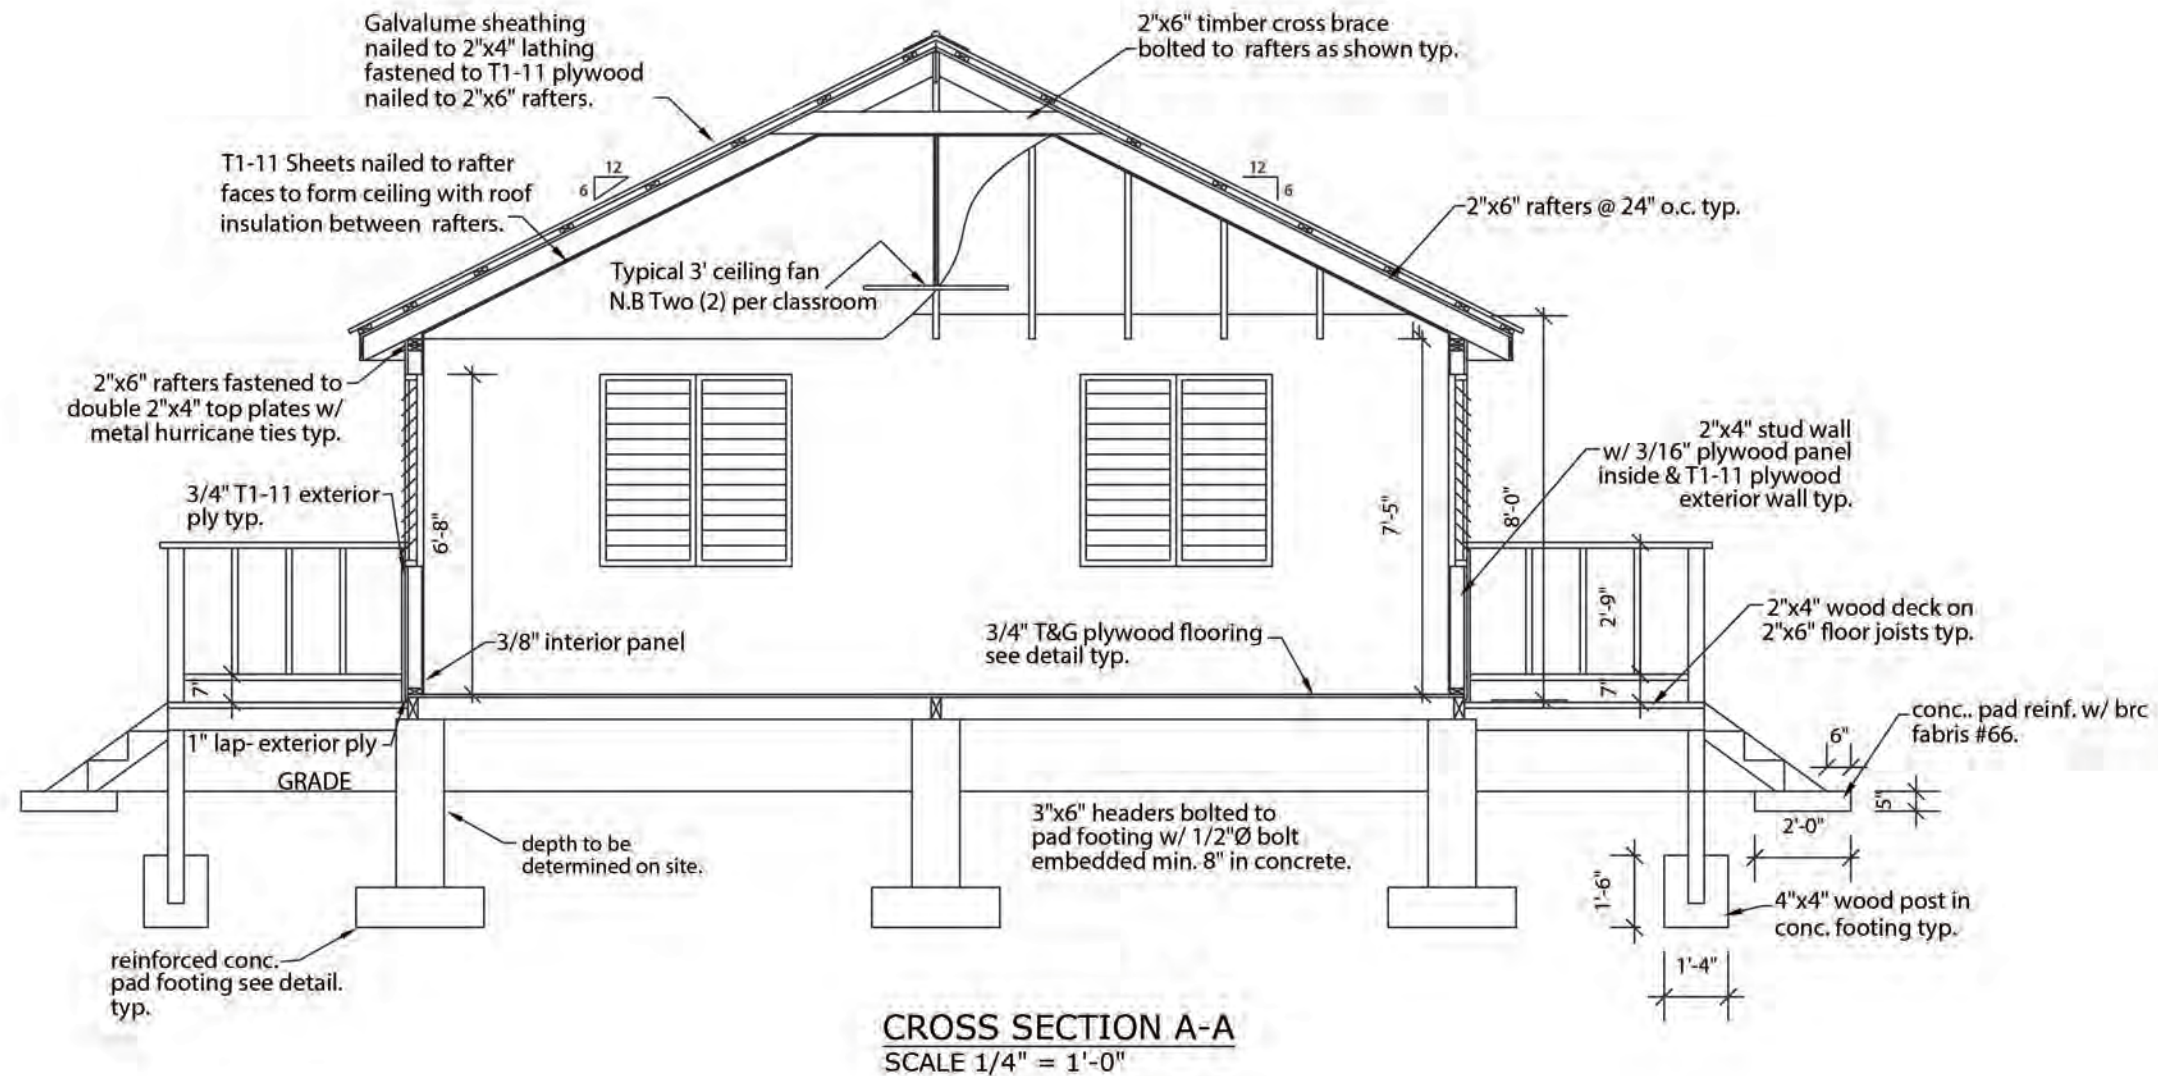 Galvalume sheathing
nailed to 2"x4" lathing
fastened to T1-11 plywood
nailed to 2"x6" rafters.
2"x6" timber cross brace
bolted to rafters as shown typ.
T1-11 Sheets nailed to rafter
faces to form ceiling with roof
insulation between rafters.
12
6
12
6
2"x6" rafters @ 24" o.c. typ.
Typical 3' ceiling fan
N.B Two (2) per classroom
2"x6" rafters fastened to
double 2"x4" top plates w/
metal hurricane ties typ.
2"x4" stud wall
w/ 3/16" plywood panel
inside & T1-11 plywood
exterior wall typ.
3/4" T1-11 exterior
ply typ.
6'-8"
7'-5"
8'-0"
2'-9"
7"
7"
3/8" interior panel
3/4" T&G plywood flooring
see detail typ.
2"x4" wood deck on
2"x6" floor joists typ.
conc.. pad reinf. w/ brc
fabris #66.
1" lap- exterior ply
GRADE
6"
5"
2'-0"
depth to be
determined on site.
3"x6" headers bolted to
pad footing w/ 1/2"Ø bolt
embedded min. 8" in concrete.
1'-6"
4"x4" wood post in
conc. footing typ.
1'-4"
reinforced conc.
pad footing see detail.
typ.
CROSS SECTION A-A
SCALE 1/4" = 1'-0"